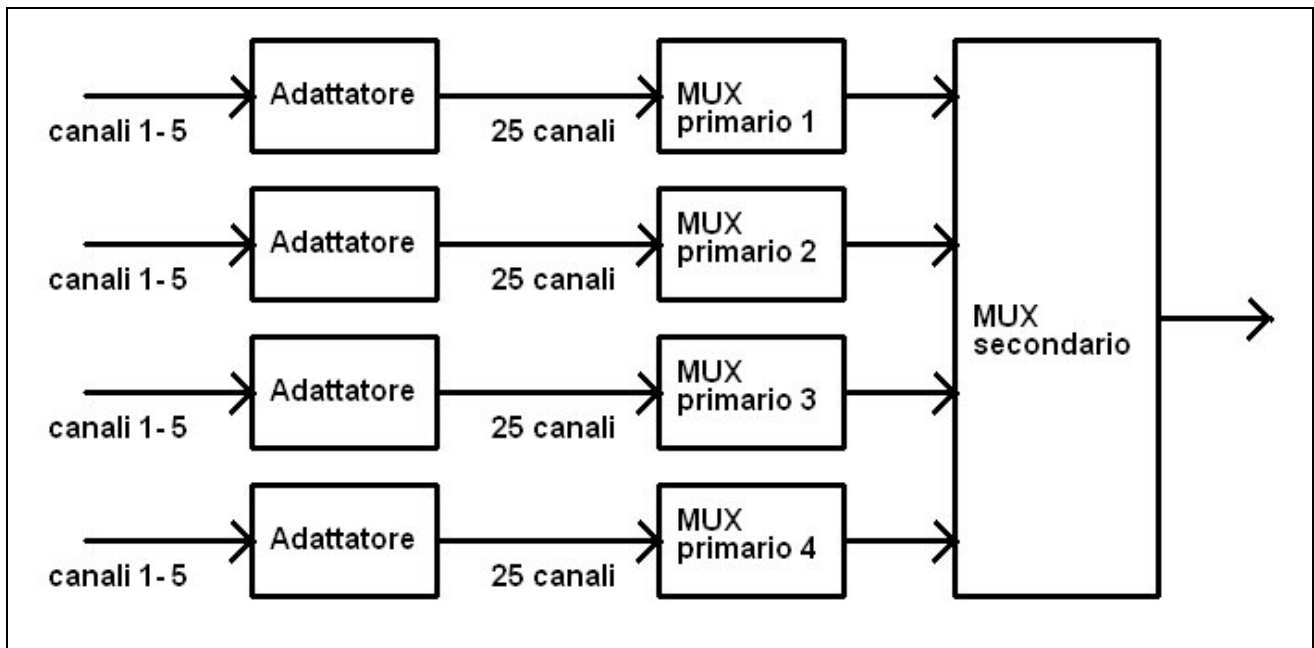 Adattatore
canali 1-5
25 canali
MUX
primario 1
Adattatore
canali 1-5
25 canali
MUX
primario 2
MUX
secondario
Adattatore
canali 1-5
25 canali
MUX
primario 3
Adattatore
canali 1-5
25 canali
MUX
primario 4